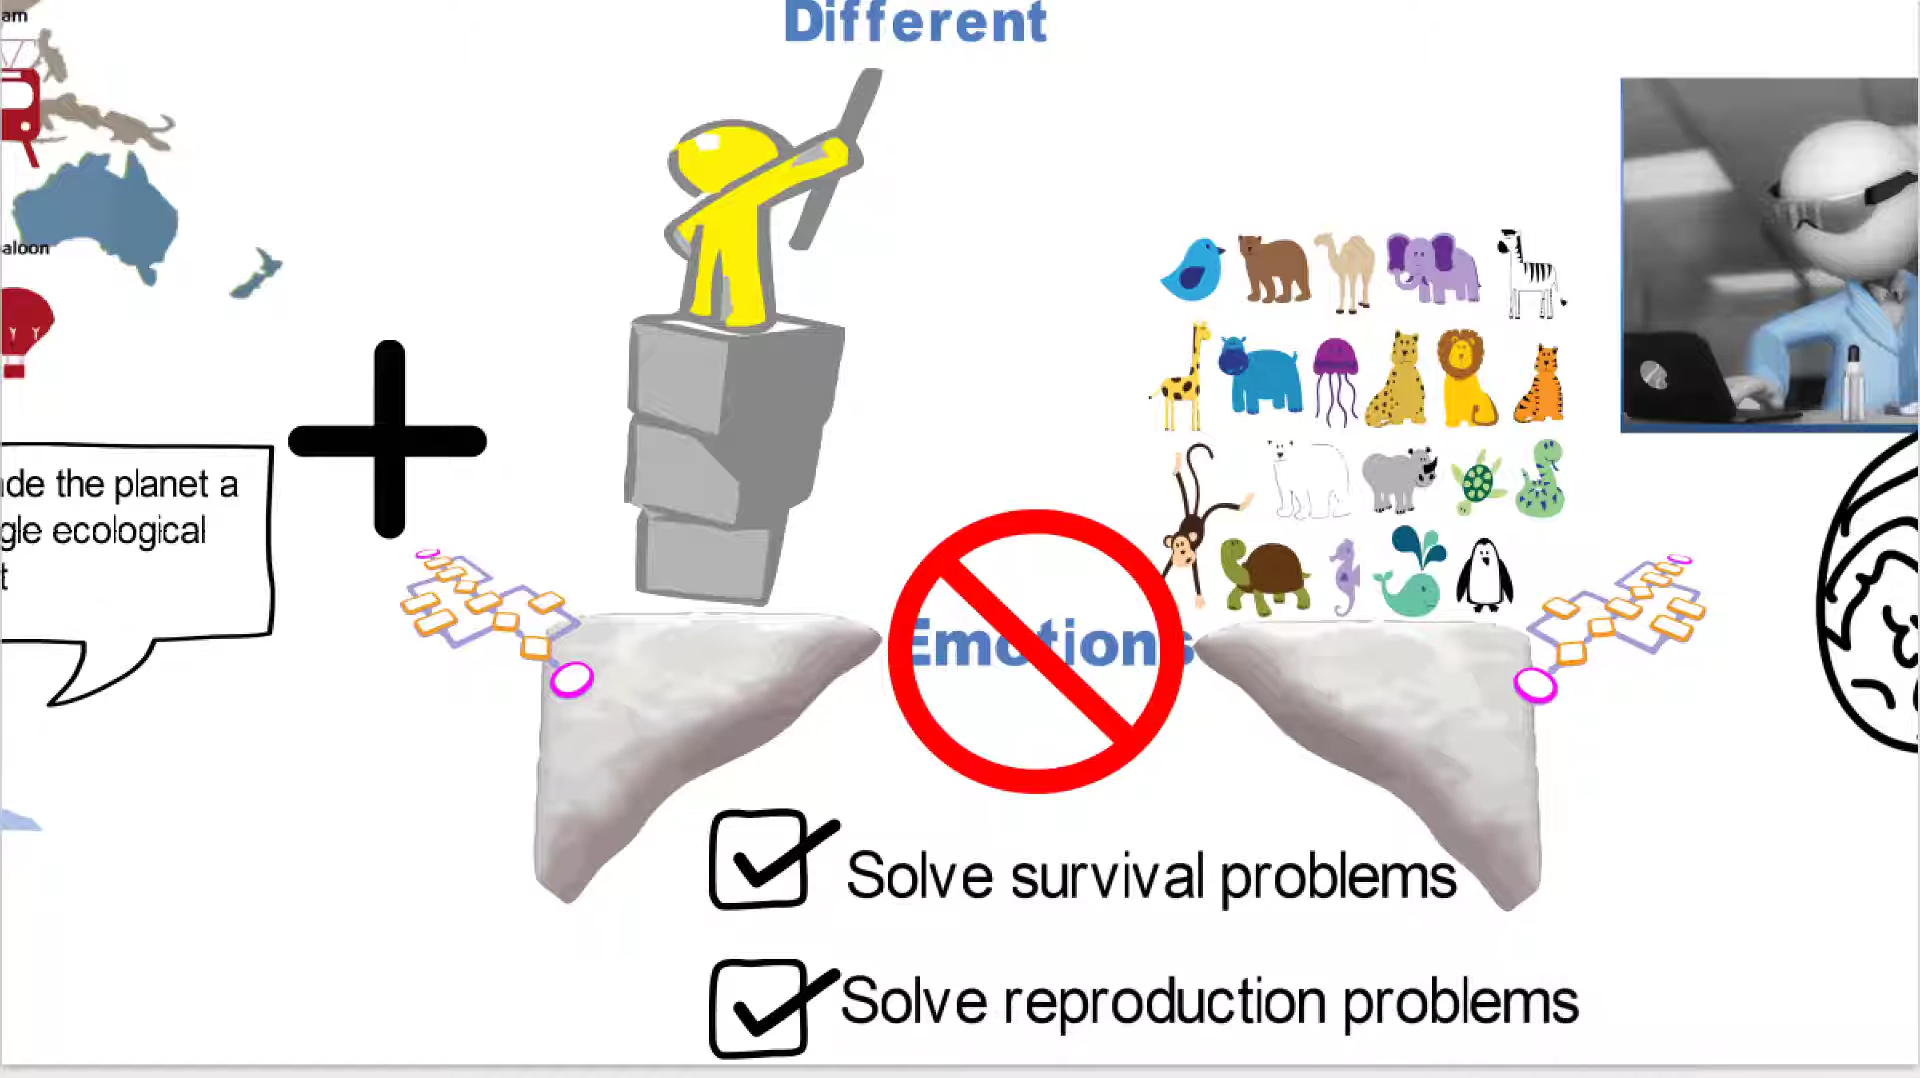 Different
am
aloon
de the planet a
gle ecological
t
Emotions
Solve survival problems
Solve reproduction problems